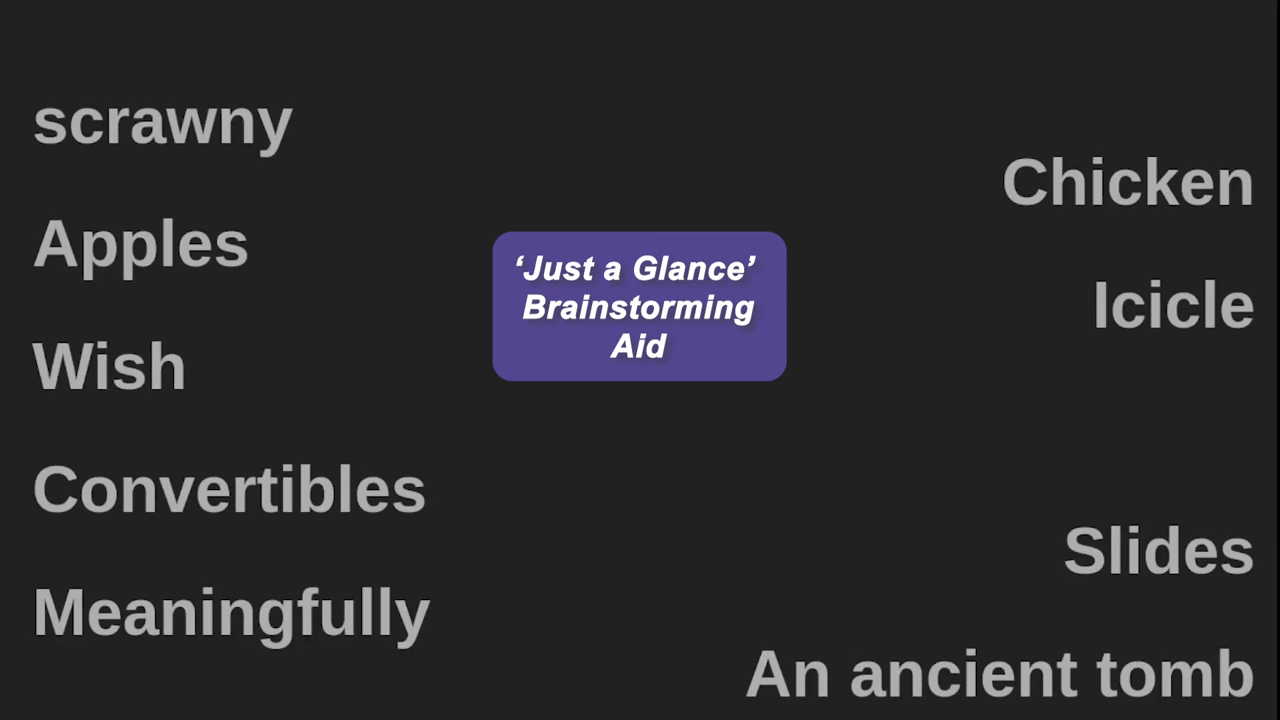 scrawny
Apples
Wish
Convertibles
Meaningfully
‘Just a Glance’
Brainstorming
Aid
Chicken
Icicle
Slides
An ancient tomb